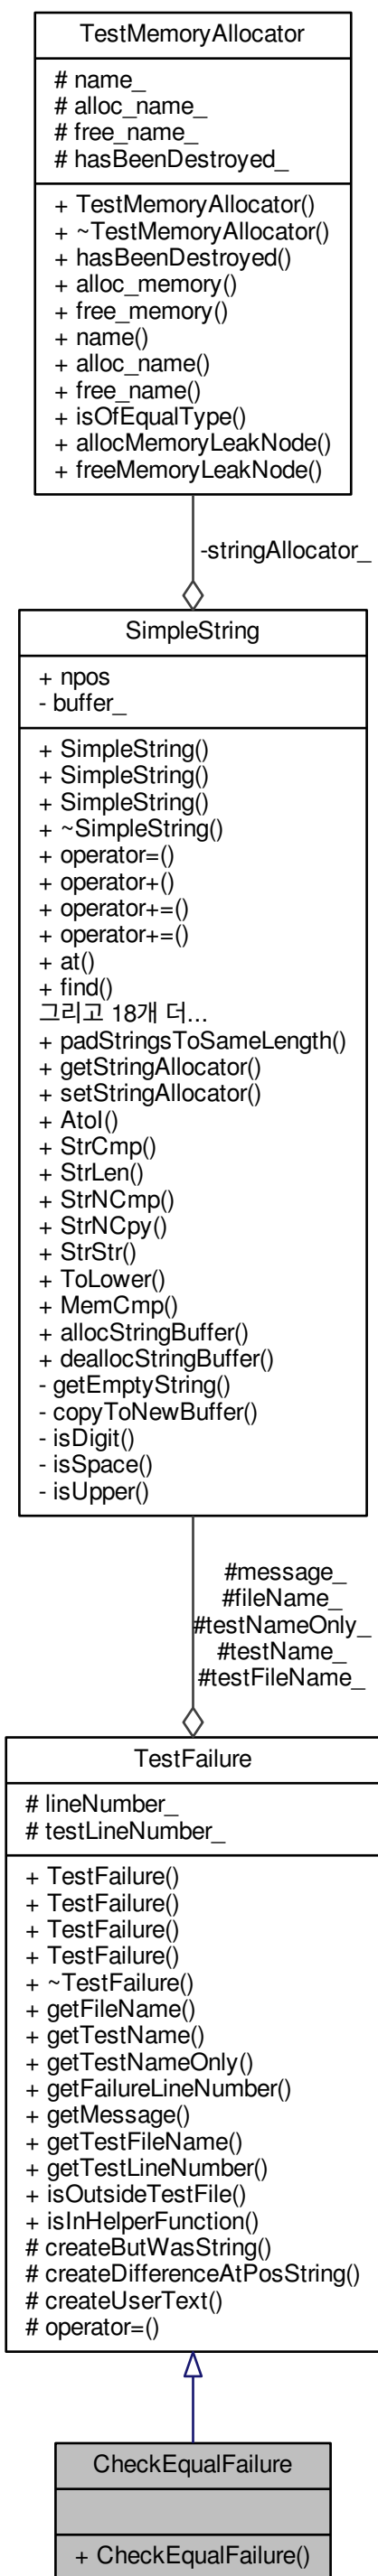 TestMemoryAllocator
# name_
# alloc_name_
# free_name_
# hasBeenDestroyed_
+ TestMemoryAllocator()
+ ~TestMemoryAllocator()
+ hasBeenDestroyed()
+ alloc_memory()
+ free_memory()
+ name()
+ alloc_name()
+ free_name()
+ isOfEqualType()
+ allocMemoryLeakNode()
+ freeMemoryLeakNode()
-stringAllocator_
SimpleString
+ npos
- buffer_
+ SimpleString()
+ SimpleString()
+ SimpleString()
+ ~SimpleString()
+ operator=()
+ operator+()
+ operator+=()
+ operator+=()
+ at()
+ find()
그리고 18개 더...
+ padStringsToSameLength()
+ getStringAllocator()
+ setStringAllocator()
+ AtoI()
+ StrCmp()
+ StrLen()
+ StrNCmp()
+ StrNCpy()
+ StrStr()
+ ToLower()
+ MemCmp()
+ allocStringBuffer()
+ deallocStringBuffer()
- getEmptyString()
- copyToNewBuffer()
- isDigit()
- isSpace()
- isUpper()
#message_
#fileName_
#testNameOnly_
#testName_
#testFileName_
TestFailure
# lineNumber_
# testLineNumber_
+ TestFailure()
+ TestFailure()
+ TestFailure()
+ TestFailure()
+ ~TestFailure()
+ getFileName()
+ getTestName()
+ getTestNameOnly()
+ getFailureLineNumber()
+ getMessage()
+ getTestFileName()
+ getTestLineNumber()
+ isOutsideTestFile()
+ isInHelperFunction()
# createButWasString()
# createDifferenceAtPosString()
# createUserText()
# operator=()
CheckEqualFailure
+ CheckEqualFailure()